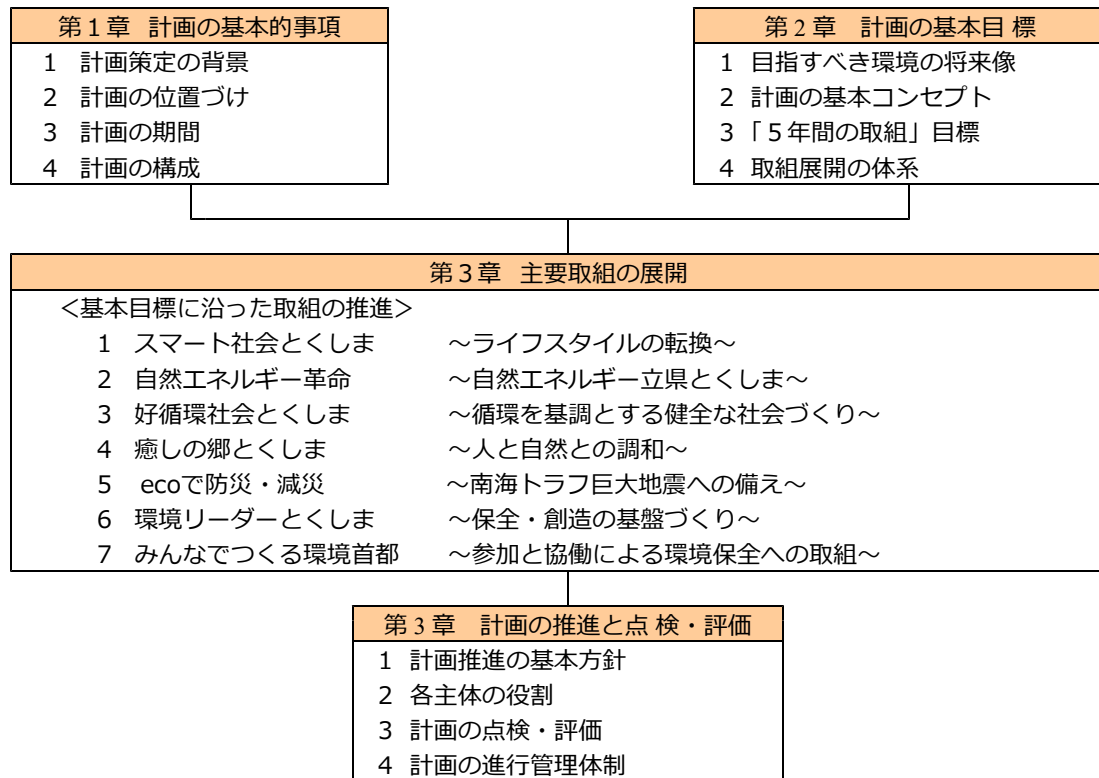 第１章 計画の基本的事項
1 計画策定の背景
2 計画の位置づけ
3 計画の期間
4 計画の構成
第２章 計画の基本目 標
1 目指すべき環境の将来像
2 計画の基本コンセプト
3 「５年間の取組」目標
4 取組展開の体系
第３章 主要取組の展開
＜基本目標に沿った取組の推進＞
1 スマート社会とくしま ～ライフスタイルの転換～
2 自然エネルギー革命 ～自然エネルギー立県とくしま～
3 好循環社会とくしま ～循環を基調とする健全な社会づくり～
4 癒しの郷とくしま ～人と自然との調和～
5 ecoで防災・減災 ～南海トラフ巨大地震への備え～
6 環境リーダーとくしま ～保全・創造の基盤づくり～
7 みんなでつくる環境首都 ～参加と協働による環境保全への取組～
第３章 計画の推進と点 検・評価
1 計画推進の基本方針
2 各主体の役割
3 計画の点検・評価
4 計画の進行管理体制